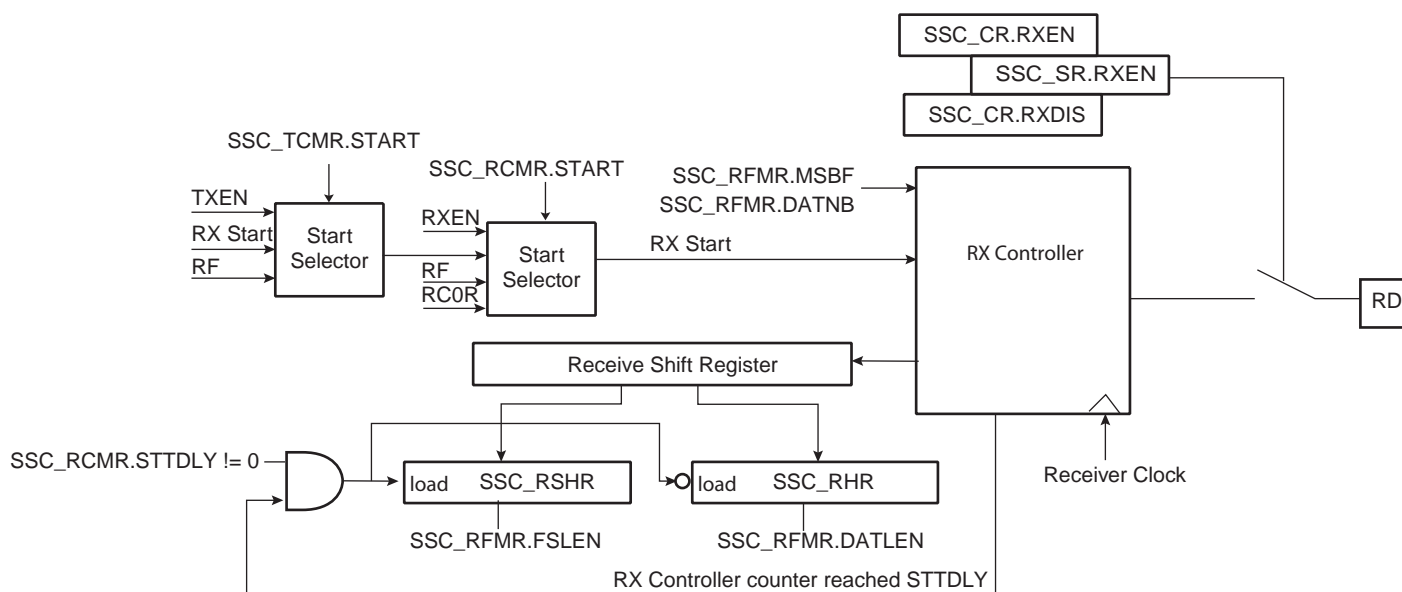 SSC_CR.RXEN
SSC_SR.RXEN
SSC_CR.RXDIS
SSC_TCMR.START
SSC_RCMR.START
SSC_RFMR.MSBF
SSC_RFMR.DATNB
TXEN
RX Start
RF
Start
Selector
RXEN
RF
RC0R
Start
Selector
RX Start
RX Controller
RD
Receive Shift Register
Receiver Clock
SSC_RCMR.STTDLY != 0
load
SSC_RSHR
load
SSC_RHR
SSC_RFMR.FSLEN
SSC_RFMR.DATLEN
RX Controller counter reached STTDLY